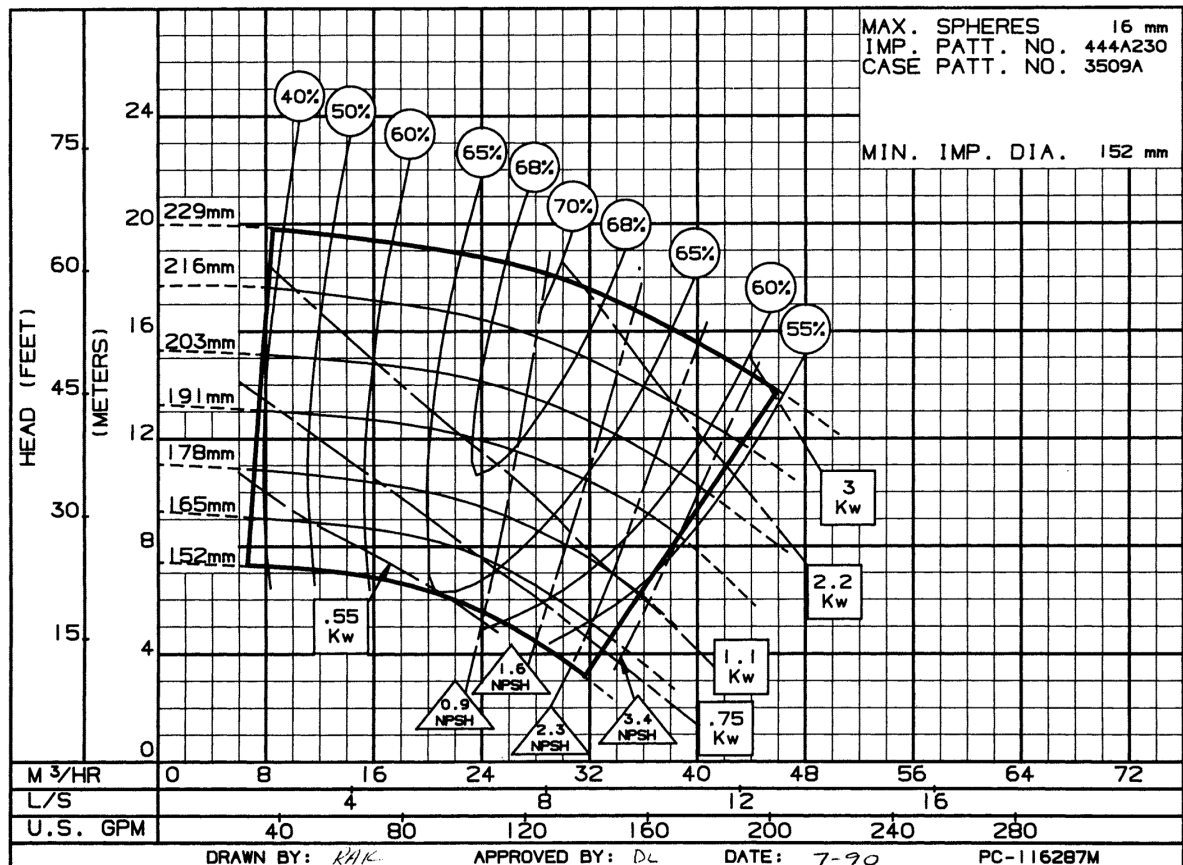 MAX. SPHERES 16 mm
IMP. PATT. NO. 444A230
CASE PATT. NO. 3509A
MIN. IMP. DIA. 152 mm
40%
50%
60%
65%
68%
70%
68%
65%
60%
55%
HEAD (FEET)
(METERS)
75
60
45
30
15
24
20
16
12
8
4
0
229mm
216mm
203mm
191mm
178mm
165mm
152mm
.55
Kw
3
Kw
2.2
Kw
1.1
Kw
.75
Kw
0.9
NPSH
1.6
NPSH
2.3
NPSH
3.4
NPSH
M³/HR 0 8 16 24 32 40 48 56 64 72
L/S 4 8 12 16
U.S. GPM 40 80 120 160 200 240 280
DRAWN BY: RAK APPROVED BY: DL DATE: 7-90 PC-116287M